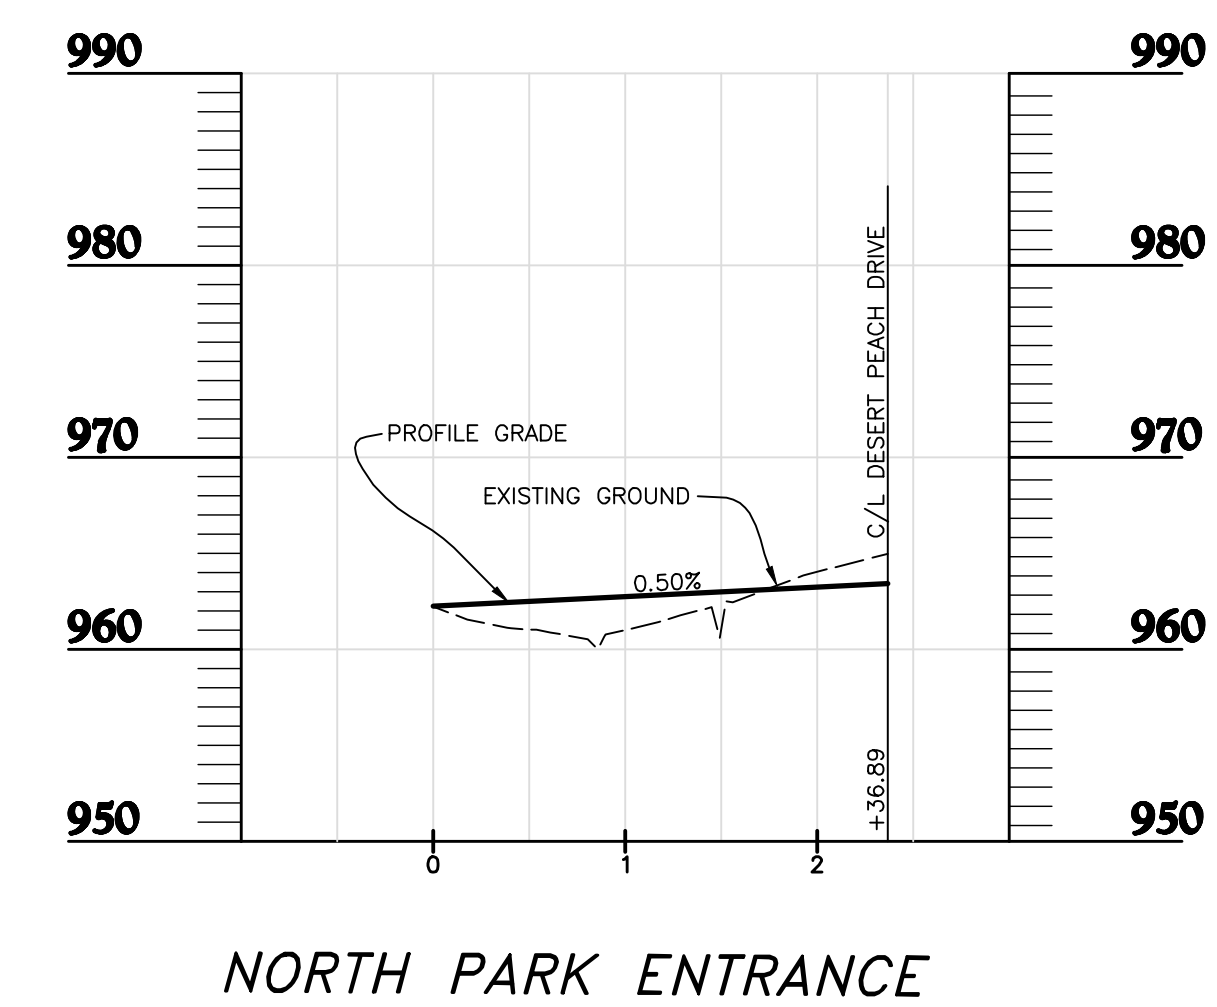 990 990
980 980
C/L DESERT PEACH DRIVE
970 970
PROFILE GRADE
EXISTING GROUND
0.50%
960 960
+36.89
950 950
0 1 2
NORTH PARK ENTRANCE